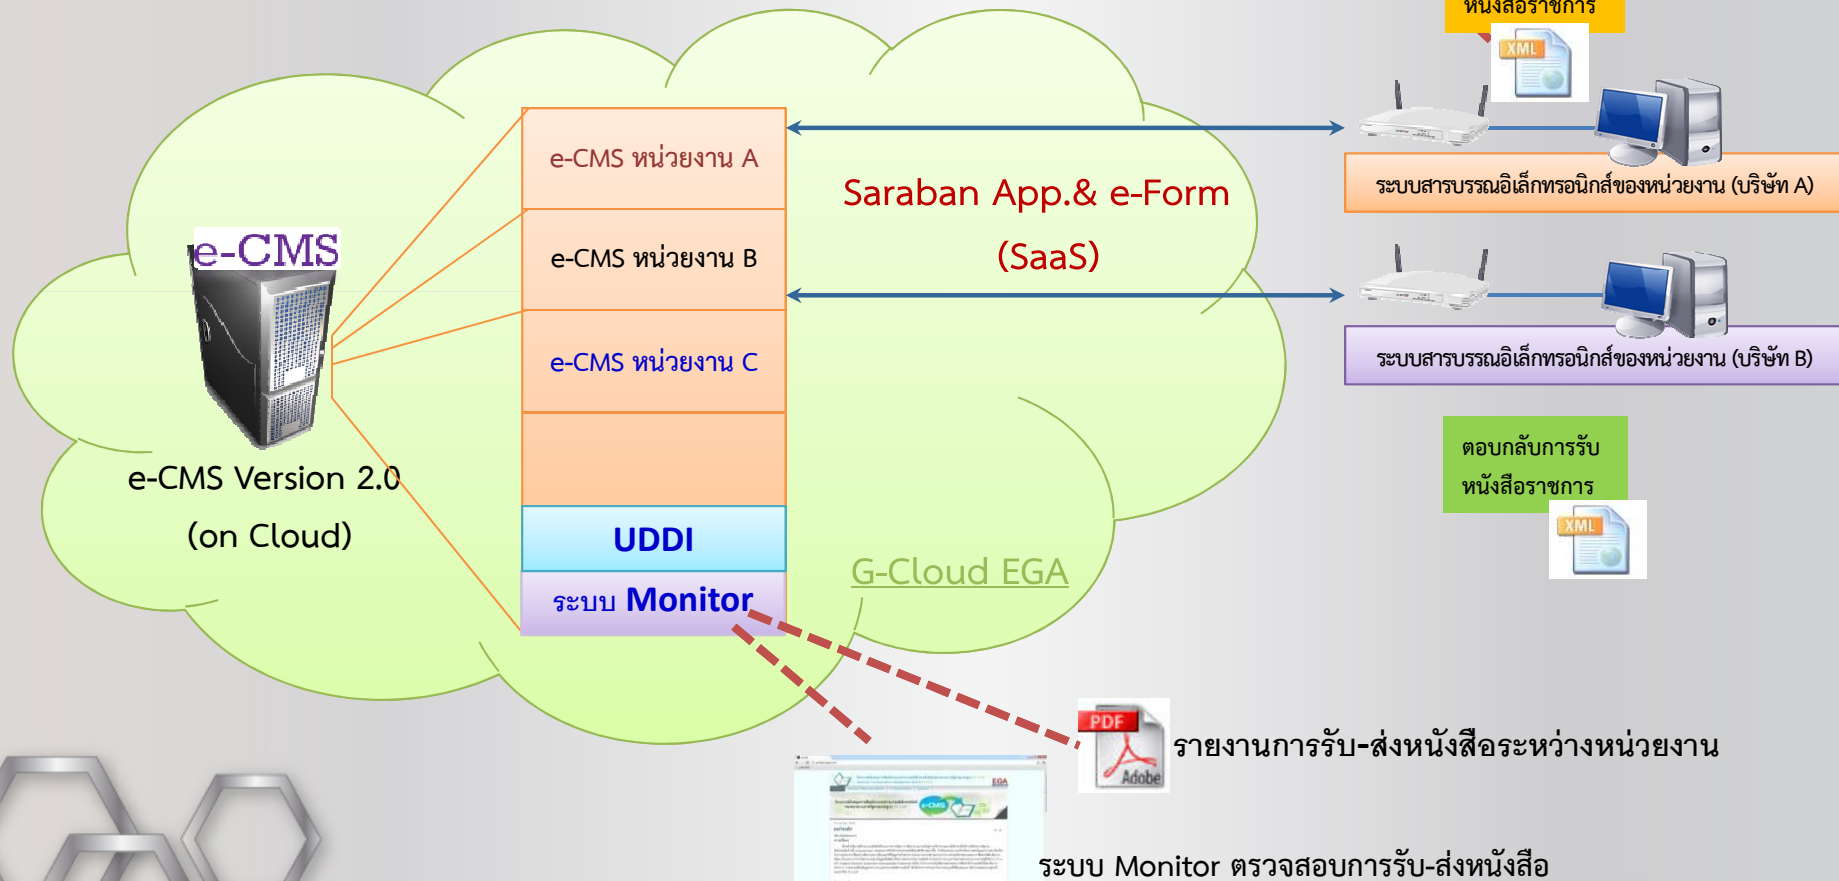 หนังสือราชการ
XML
e-CMS หน่วยงาน A
ระบบสารบรรณอิเล็กทรอนิกส์ของหน่วยงาน (บริษัท A)
Saraban App.& e-Form
(SaaS)
e-CMS
e-CMS หน่วยงาน B
e-CMS หน่วยงาน C
ระบบสารบรรณอิเล็กทรอนิกส์ของหน่วยงาน (บริษัท B)
ตอบกลับการรับ
หนังสือราชการ
XML
e-CMS Version 2.0
(on Cloud)
UDDI
G-Cloud EGA
ระบบ Monitor
PDF
Adobe
รายงานการรับ-ส่งหนังสือระหว่างหน่วยงาน
EGA
e-CMS
ระบบ Monitor ตรวจสอบการรับ-ส่งหนังสือ